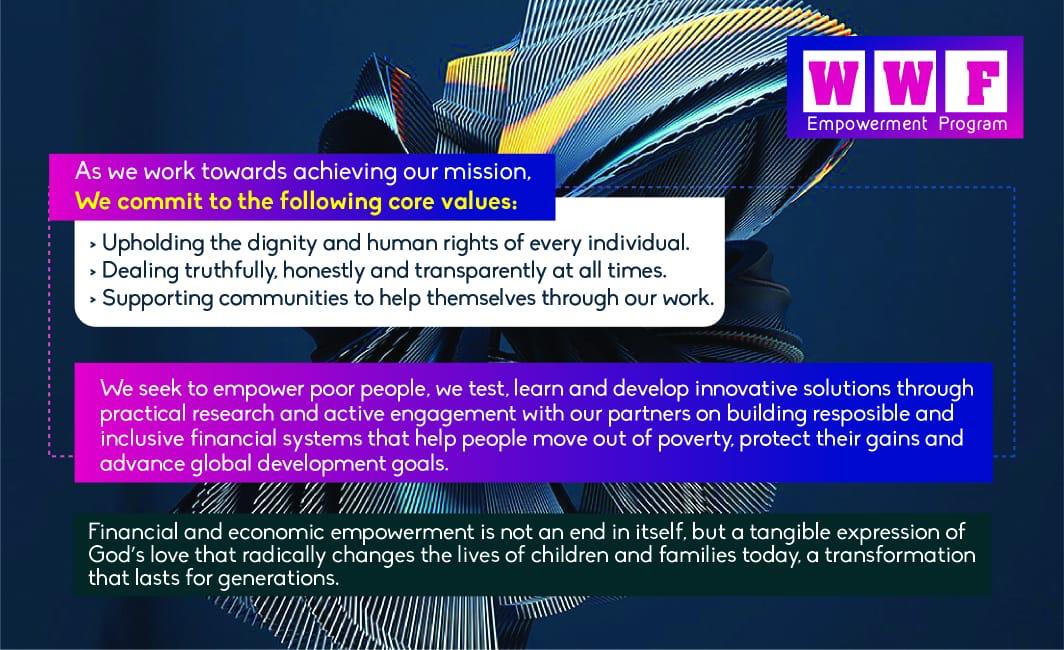 W W F
Empowerment Program
As we work towards achieving our mission,
We commit to the following core values:
> Upholding the dignity and human rights of every individual.
> Dealing truthfully, honestly and transparently at all times.
> Supporting communities to help themselves through our work.
We seek to empower poor people, we test, learn and develop innovative solutions through
practical research and active engagement with our partners on building resposible and
inclusive financial systems that help people move out of poverty, protect their gains and
advance global development goals.
Financial and economic empowerment is not an end in itself, but a tangible expression of
God's love that radically changes the lives of children and families today, a transformation
that lasts for generations.